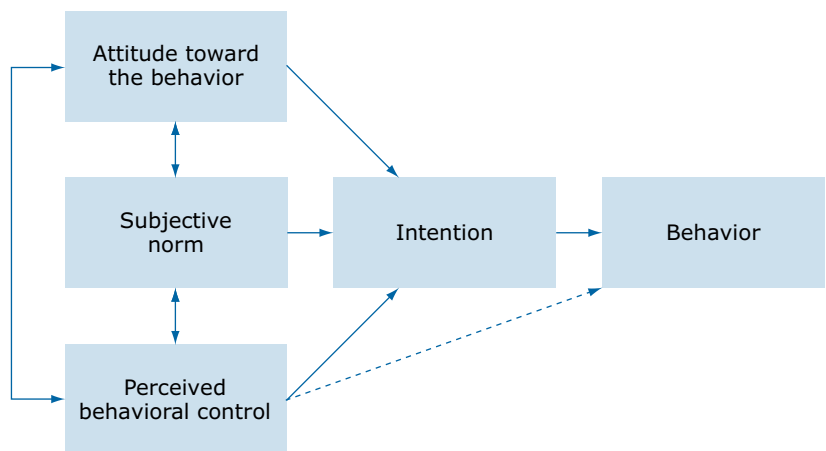 Attitude toward
the behavior
Subjective
norm
Intention
Behavior
Perceived
behavioral control